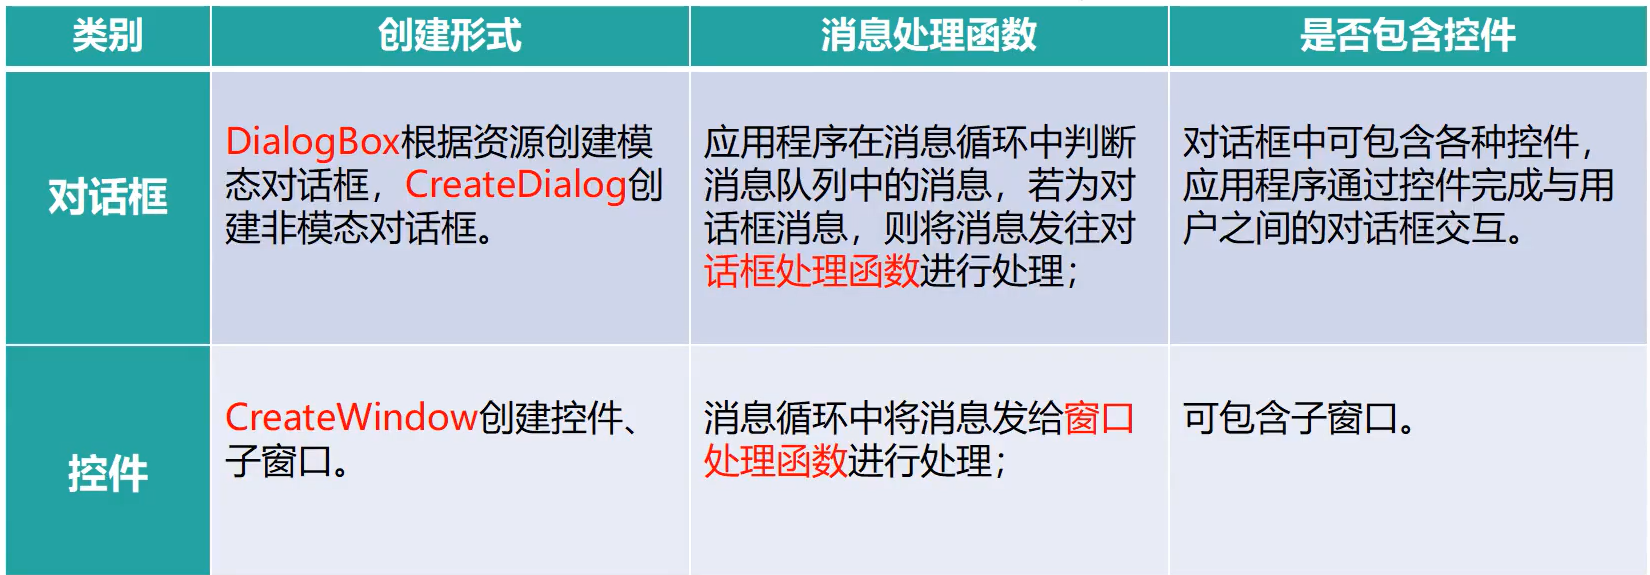 类别
创建形式
消息处理函数
是否包含控件
对话框
DialogBox根据资源创建模
态对话框，CreateDialog创
建非模态对话框。
应用程序在消息循环中判断
消息队列中的消息，若为对
话框消息，则将消息发往对
话框处理函数进行处理；
对话框中可包含各种控件，
应用程序通过控件完成与用
户之间的对话框交互。
控件
CreateWindow创建控件、
子窗口。
消息循环中将消息发给窗口
处理函数进行处理；
可包含子窗口。